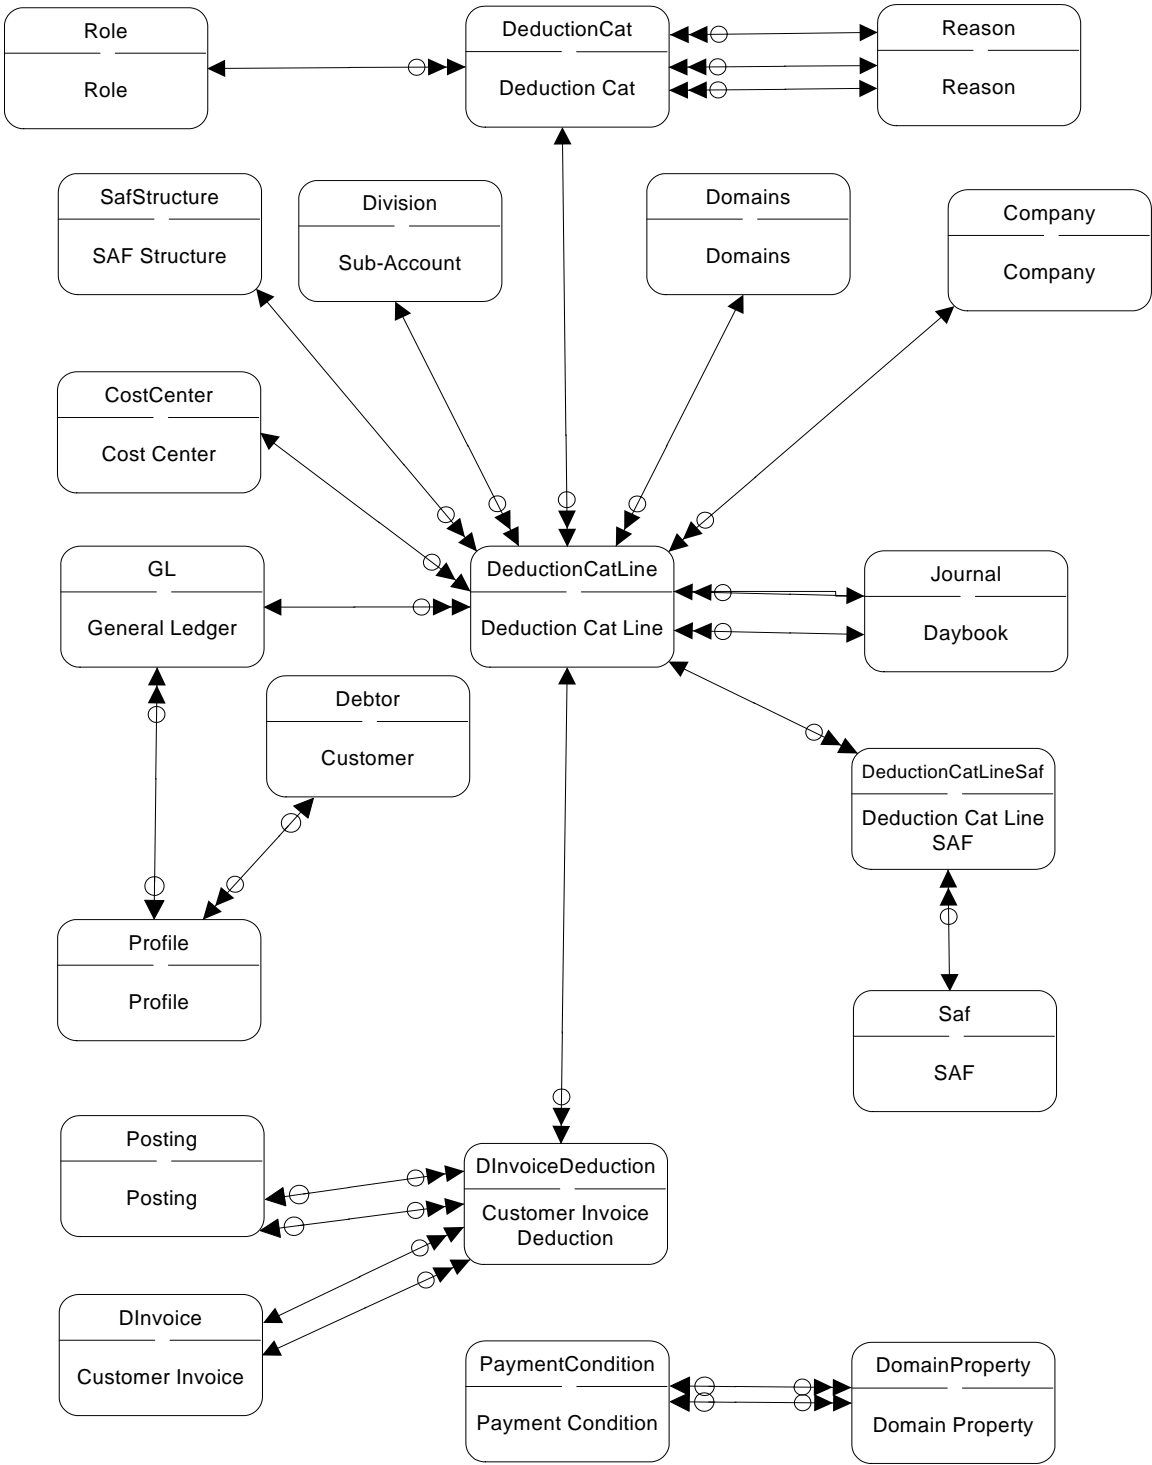 Role
Role
DeductionCat
Deduction Cat
Reason
Reason
SafStructure
SAF Structure
Division
Sub-Account
Domains
Domains
Company
Company
CostCenter
Cost Center
GL
General Ledger
DeductionCatLine
Deduction Cat Line
Journal
Daybook
Debtor
Customer
DeductionCatLineSaf
Deduction Cat Line
SAF
Profile
Profile
Saf
SAF
Posting
Posting
DInvoiceDeduction
Customer Invoice
Deduction
DInvoice
Customer Invoice
PaymentCondition
Payment Condition
DomainProperty
Domain Property